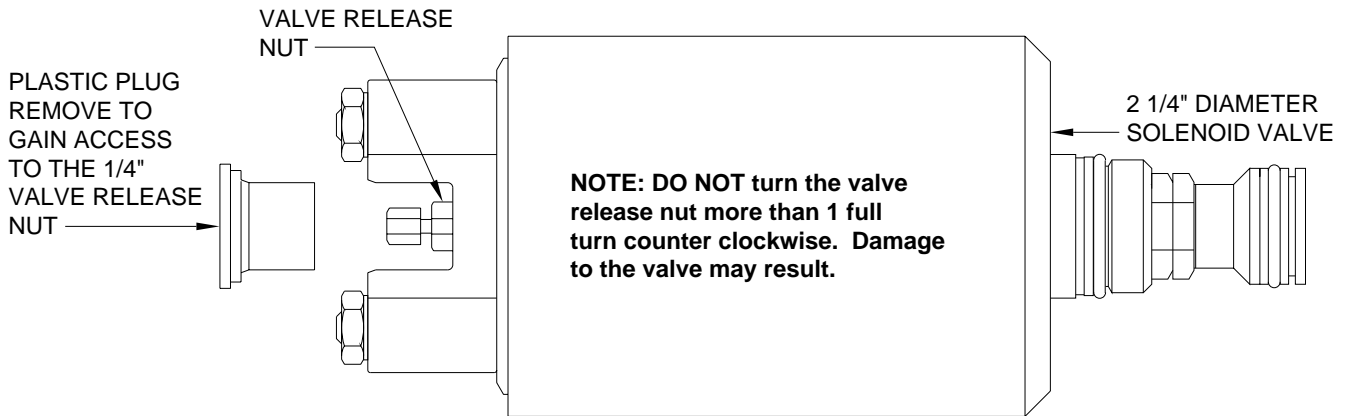 VALVE RELEASE
NUT
PLASTIC PLUG
REMOVE TO
GAIN ACCESS
TO THE 1/4"
VALVE RELEASE
NUT
2 1/4" DIAMETER
SOLENOID VALVE
NOTE: DO NOT turn the valve
release nut more than 1 full
turn counter clockwise.  Damage
to the valve may result.